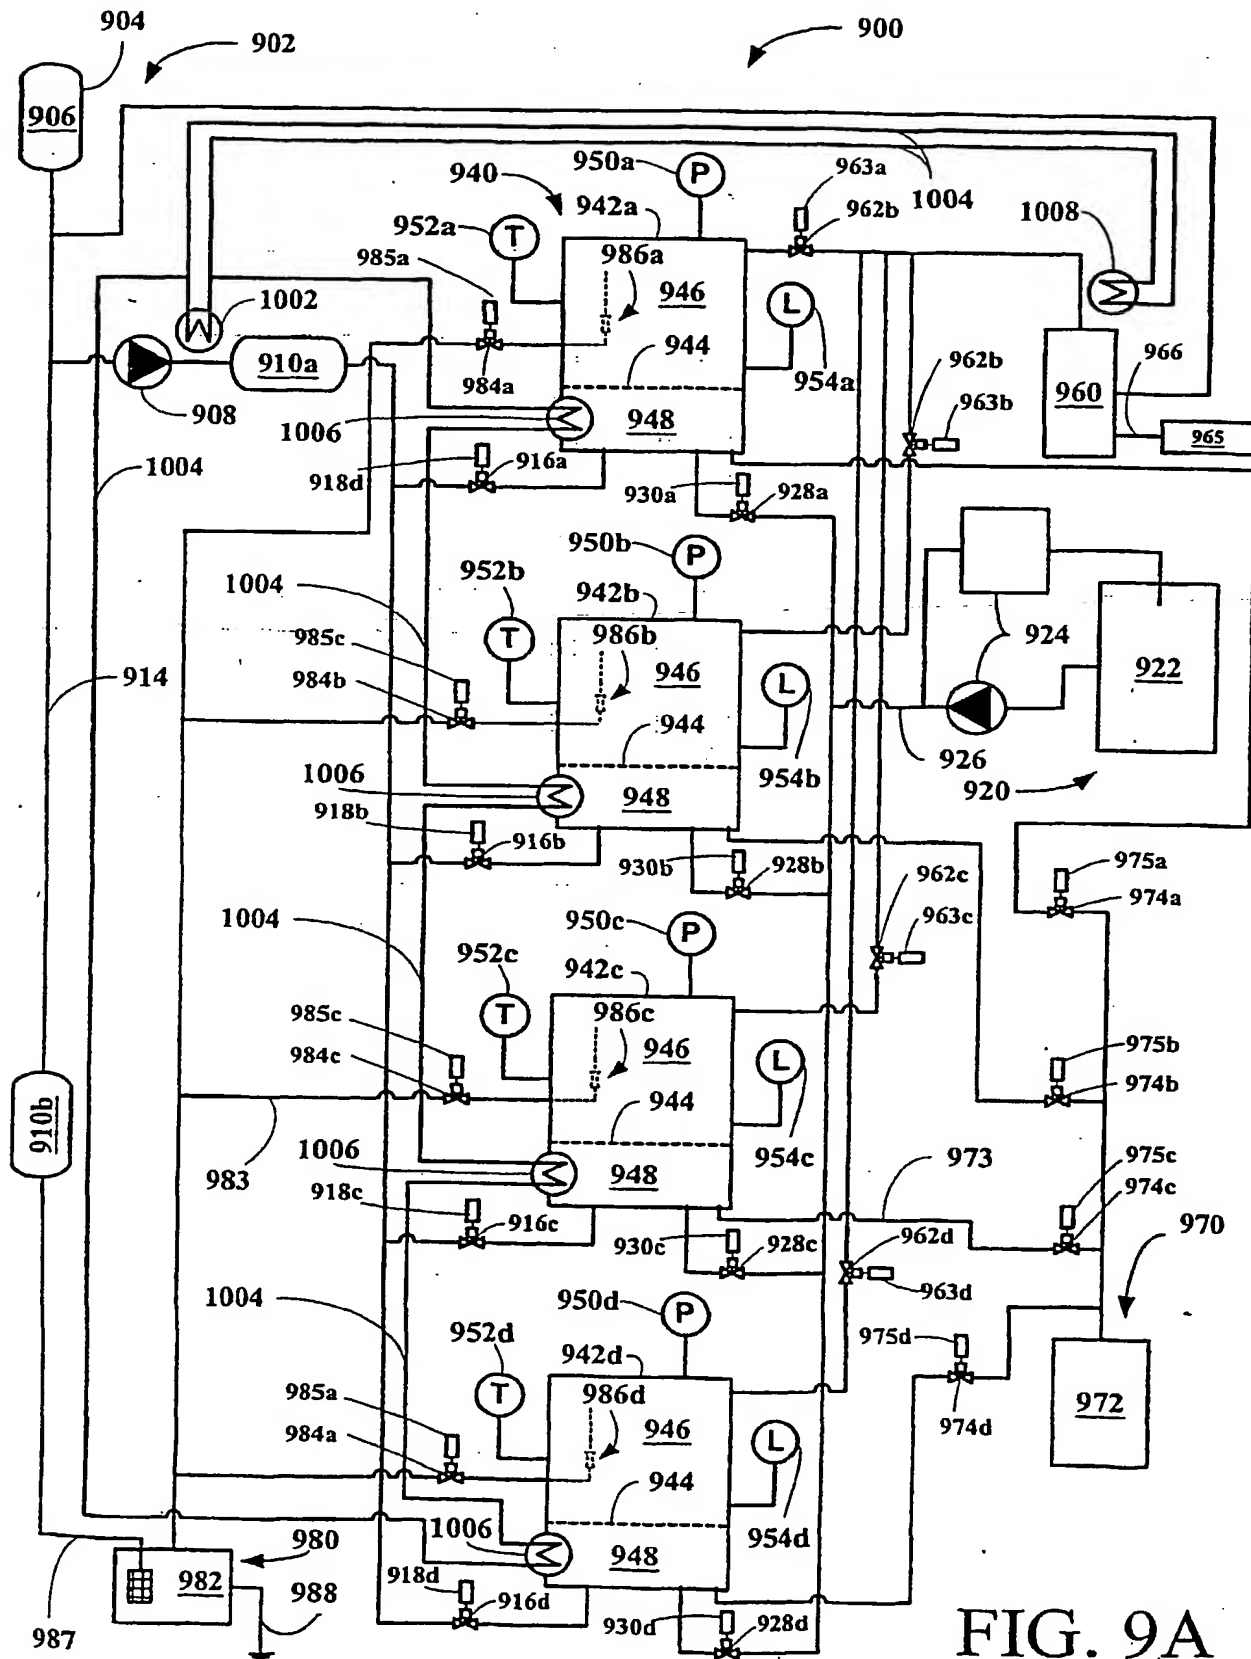 904
902
900
906
950a
P
963a
940
942a
962b
1004
1008
952a
T
985a
986a
946
L
1002
944
910a
984a
954a
962b
966
960
963b
965
908
1006
948
1004
918d
916a
930a
928a
950b
P
952b
1004
942b
T
985c
986b
924
946
L
922
914
984b
944
926
1006
954b
920
918b
948
916b
930b
928b
975a
962c
974a
1004
950c
P
952c
942c
963c
T
985c
986c
975b
946
L
984c
974b
910b
944
983
1006
954c
973
975c
918c
948
974c
916c
930c
928c
962d
970
1004
950d
P
963d
952d
942d
975d
T
985a
986d
972
946
L
984a
974d
944
1006
954d
980
948
982
918d
988
916d
930d
928d
987
FIG. 9A